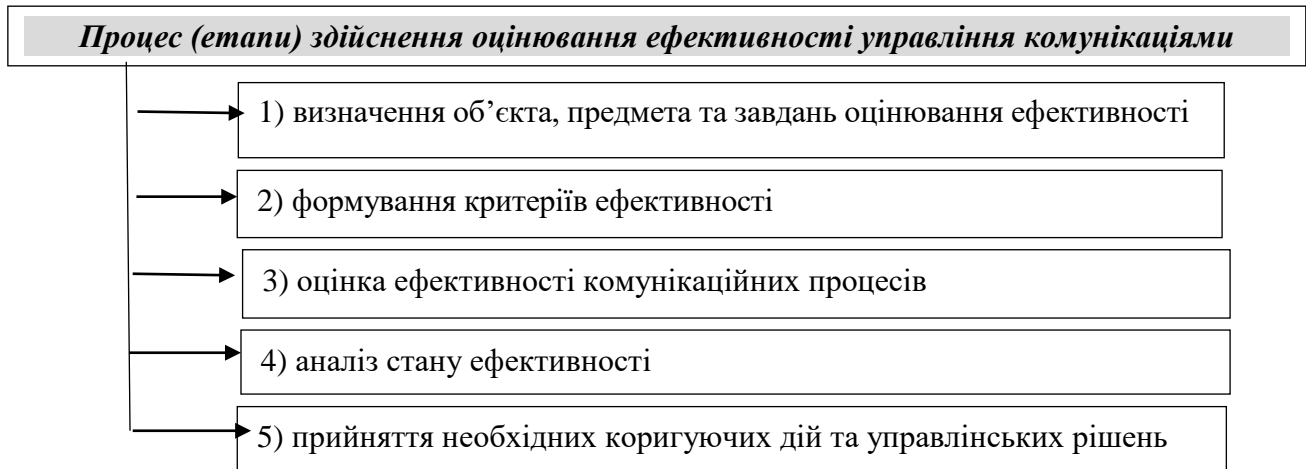 Процес (етапи) здійснення оцінювання ефективності управління комунікаціями
1) визначення об’єкта, предмета та завдань оцінювання ефективності
2) формування критеріїв ефективності
3) оцінка ефективності комунікаційних процесів
4) аналіз стану ефективності
5) прийняття необхідних коригуючих дій та управлінських рішень